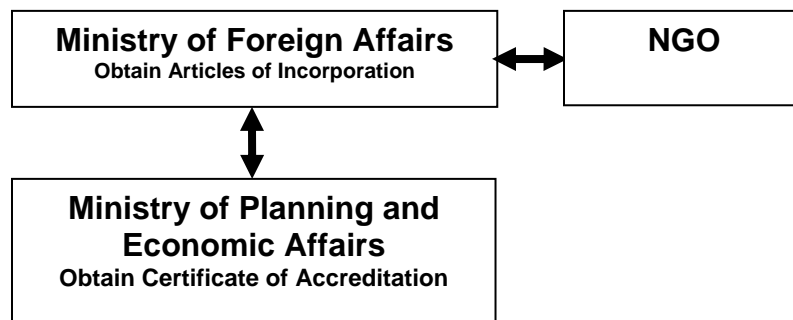 Ministry of Foreign Affairs
Obtain Articles of Incorporation
NGO
Ministry of Planning and
Economic Affairs
Obtain Certificate of Accreditation